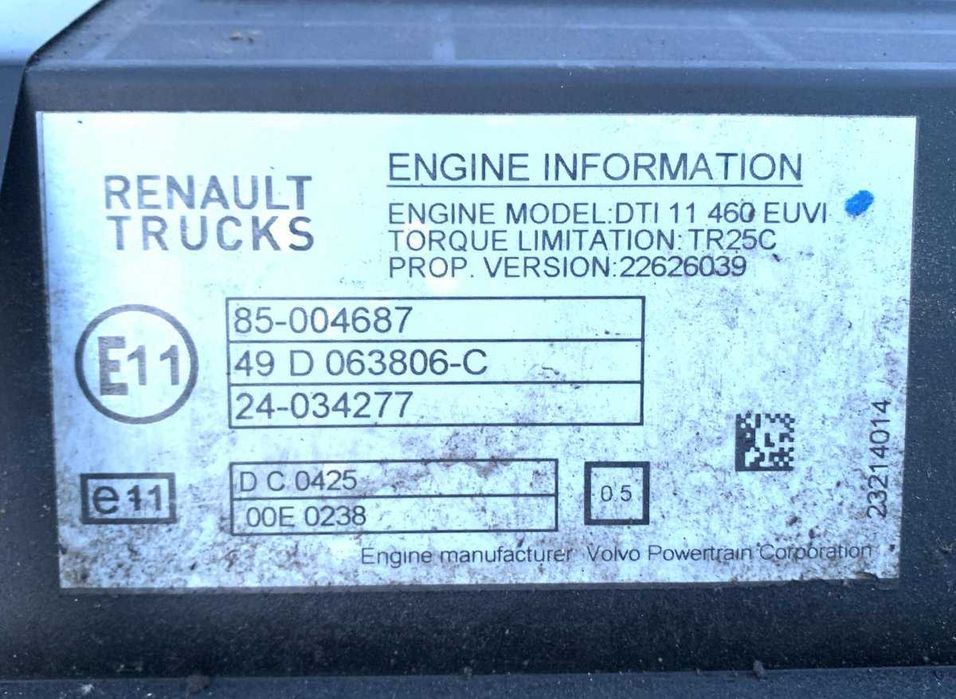 RENAULT
TRUCKS
ENGINE INFORMATION
ENGINE MODEL:DTI 11 460 EUVI
TORQUE LIMITATION:TR25C
PROP. VERSION:22626039
E11
85-004687
49 D 063806-C
24-034277
e11
D C 0425
00E 0238
0.5
23214014
Engine manufacturer Volvo Powertrain Corporation